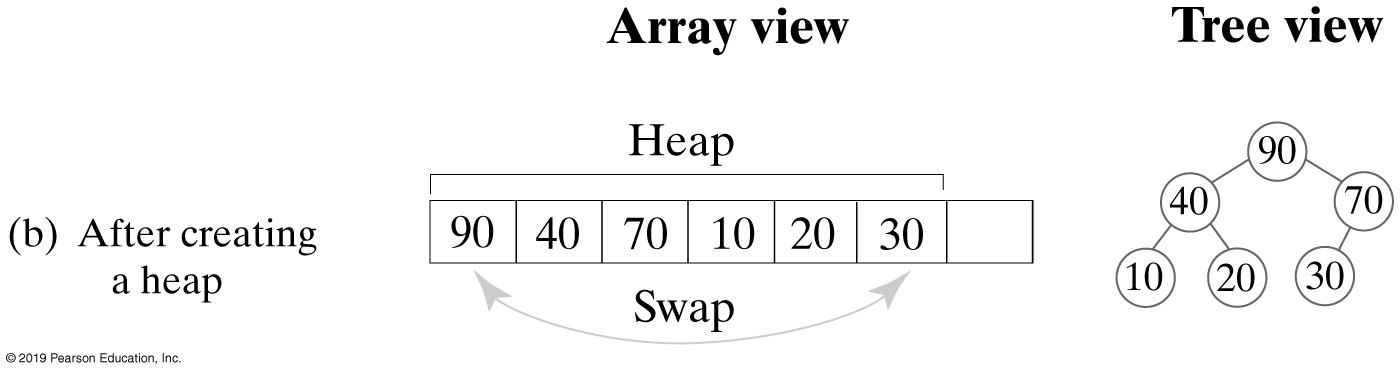 Array view
Tree view
Heap
(b) After creating
a heap
90 40 70 10 20 30
Swap
90
40 70
10 20 30
© 2019 Pearson Education, Inc.